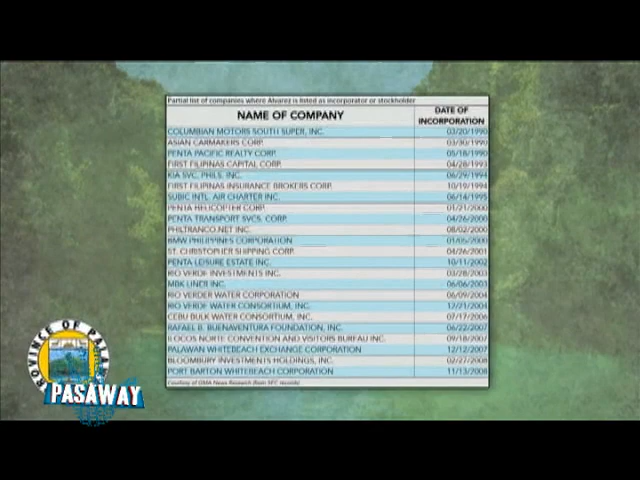 Partial list of companies where Alvarez is listed as incorporator or stockholder
NAME OF COMPANY DATE OF INCORPORATION
COLUMBIAN MOTORS SOUTH SUPER, INC. 03/20/1990
ASIAN CARMAKERS CORP. 03/30/1990
PENTA PACIFIC REALTY CORP. 05/18/1990
FIRST FILIPINAS CAPITAL CORP. 04/28/1993
KIA SVC. PHILS. INC. 06/29/1994
FIRST FILIPINAS INSURANCE BROKERS CORP. 10/19/1994
SUBIC INTL. AIR CHARTER INC. 06/14/1995
PENTA HELICOPTER CORP. 01/21/2000
PENTA TRANSPORT SVCS. CORP. 04/26/2000
PHILTRANCO.NET INC. 08/02/2000
BMW PHILIPPINES CORPORATION 01/05/2000
ST. CHRISTOPHER SHIPPING CORP. 04/26/2001
PENTA LEISURE ESTATE INC. 10/11/2002
RIO VERDE INVESTMENTS INC. 03/28/2003
MBK LINER INC. 06/06/2003
RIO VERDER WATER CORPORATION 06/09/2004
RIO VERDE WATER CONSORTIUM, INC. 12/21/2004
CEBU BULK WATER CONSORTIUM, INC. 07/17/2006
RAFAEL B. BUENAVENTURA FOUNDATION, INC. 06/22/2007
ILOCOS NORTE CONVENTION AND VISITORS BUREAU INC. 09/18/2007
PALAWAN WHITEBEACH EXCHANGE CORPORATION 12/12/2007
BLOOMBURY INVESTMENTS HOLDINGS, INC. 02/27/2008
PORT BARTON WHITEBEACH CORPORATION 11/13/2008
Courtesy of GMA News Research (from SEC records)
PROVINCE OF PALA
PASAWAY